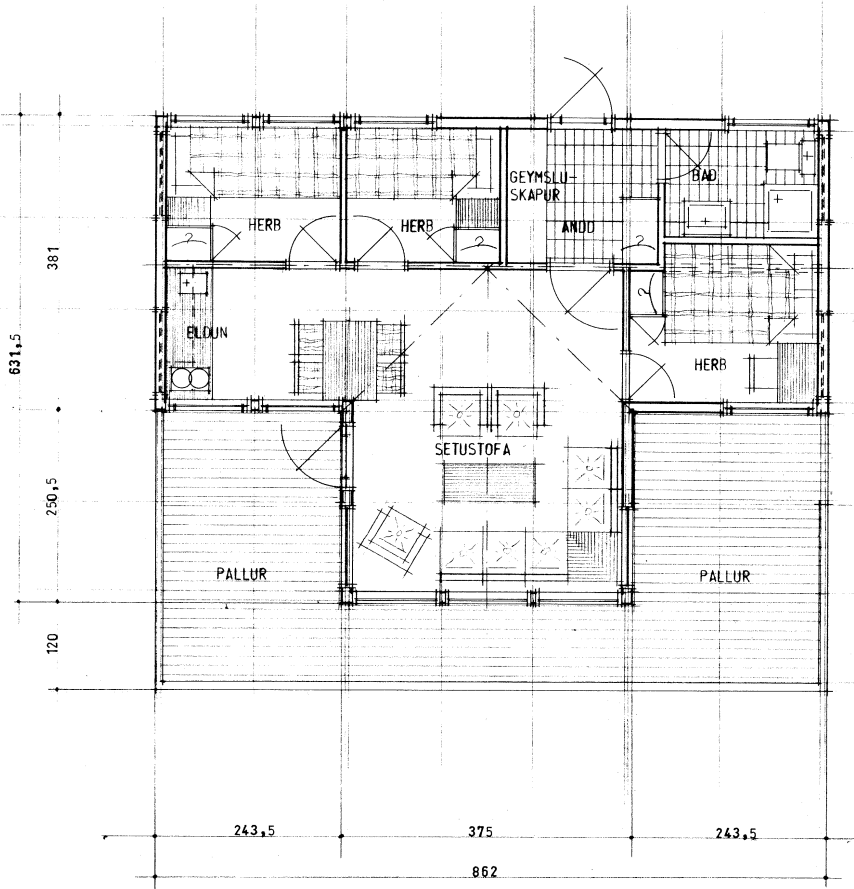 GEYMSLU-
SKAPUR
BAÐ
HERB
HERB
ANDD
381
ELDUN
HERB
631,5
SETUSTOFA
250,5
PALLUR
PALLUR
120
243,5
375
243,5
862